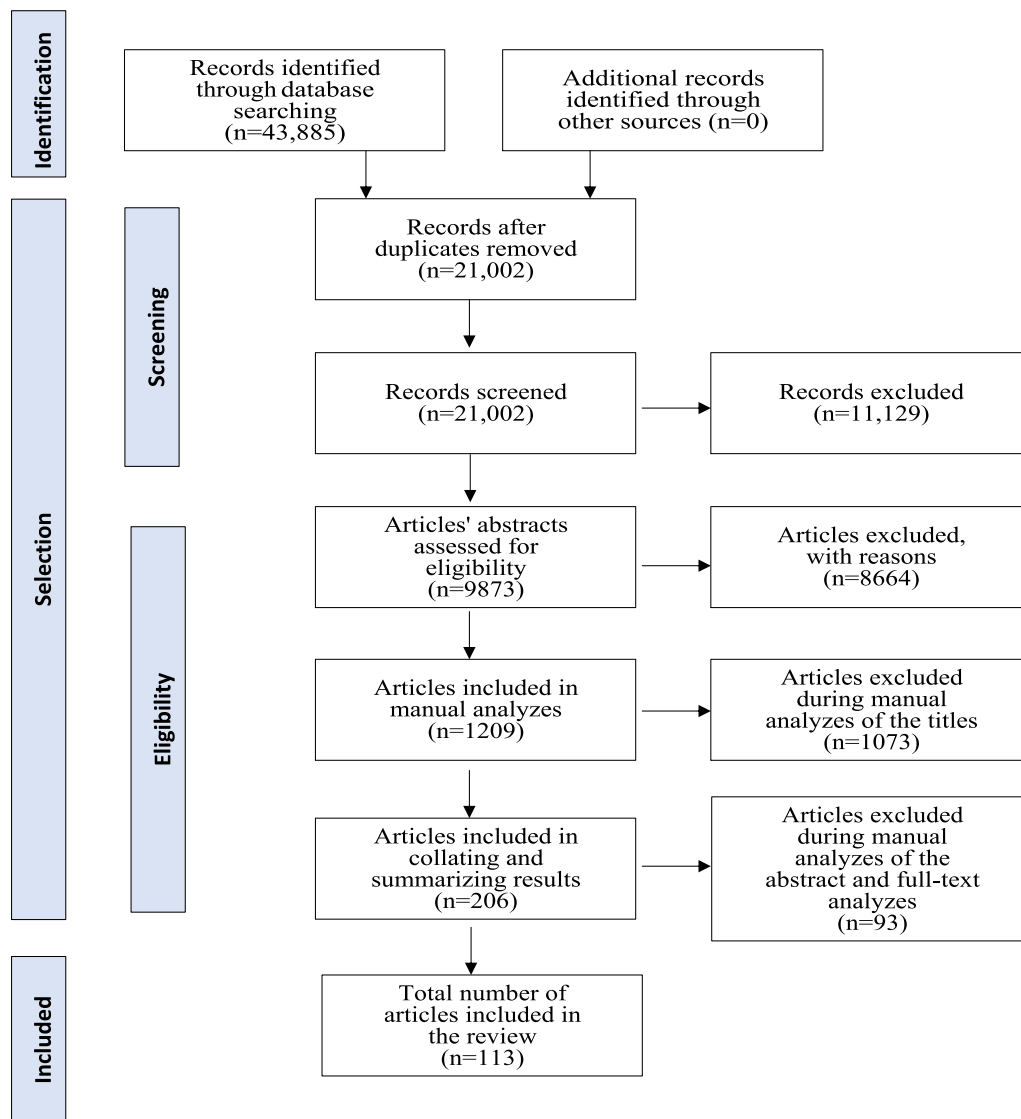 Identification
Records identified
through database
searching
(n=43,885)
Additional records
identified through
other sources (n=0)
Selection
Screening
Records after
duplicates removed
(n=21,002)
Records screened
(n=21,002)
Records excluded
(n=11,129)
Eligibility
Articles' abstracts
assessed for
eligibility
(n=9873)
Articles excluded,
with reasons
(n=8664)
Articles included in
manual analyzes
(n=1209)
Articles excluded
during manual
analyzes of the titles
(n=1073)
Articles included in
collating and
summarizing results
(n=206)
Articles excluded
during manual
analyzes of the
abstract and full-text
analyzes
(n=93)
Included
Total number of
articles included in
the review
(n=113)